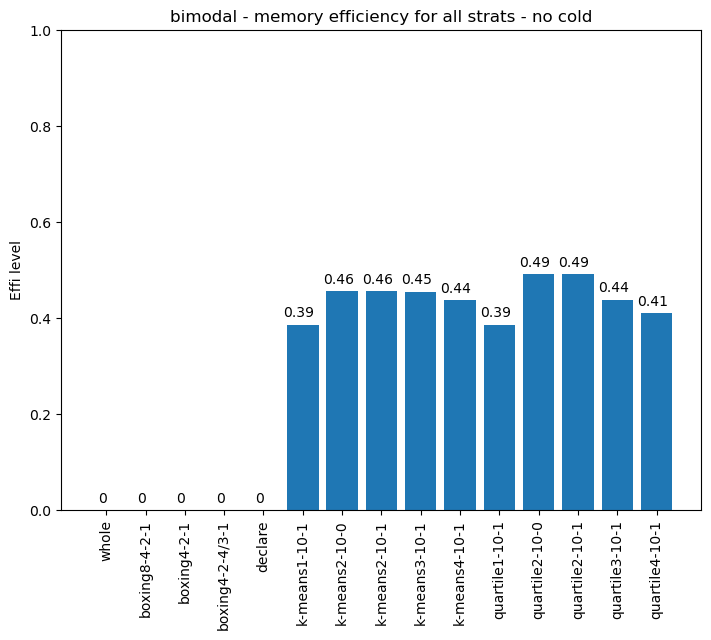 bimodal - memory efficiency for all strats - no cold
Effi level
1.0
0.8
0.6
0.4
0.2
0.0
0
0
0
0
0
0.39
0.46
0.46
0.45
0.44
0.39
0.49
0.49
0.44
0.41
whole
boxing8-4-2-1
boxing4-2-1
boxing4-2-4/3-1
declare
k-means1-10-1
k-means2-10-0
k-means2-10-1
k-means3-10-1
k-means4-10-1
quartile1-10-1
quartile2-10-0
quartile2-10-1
quartile3-10-1
quartile4-10-1